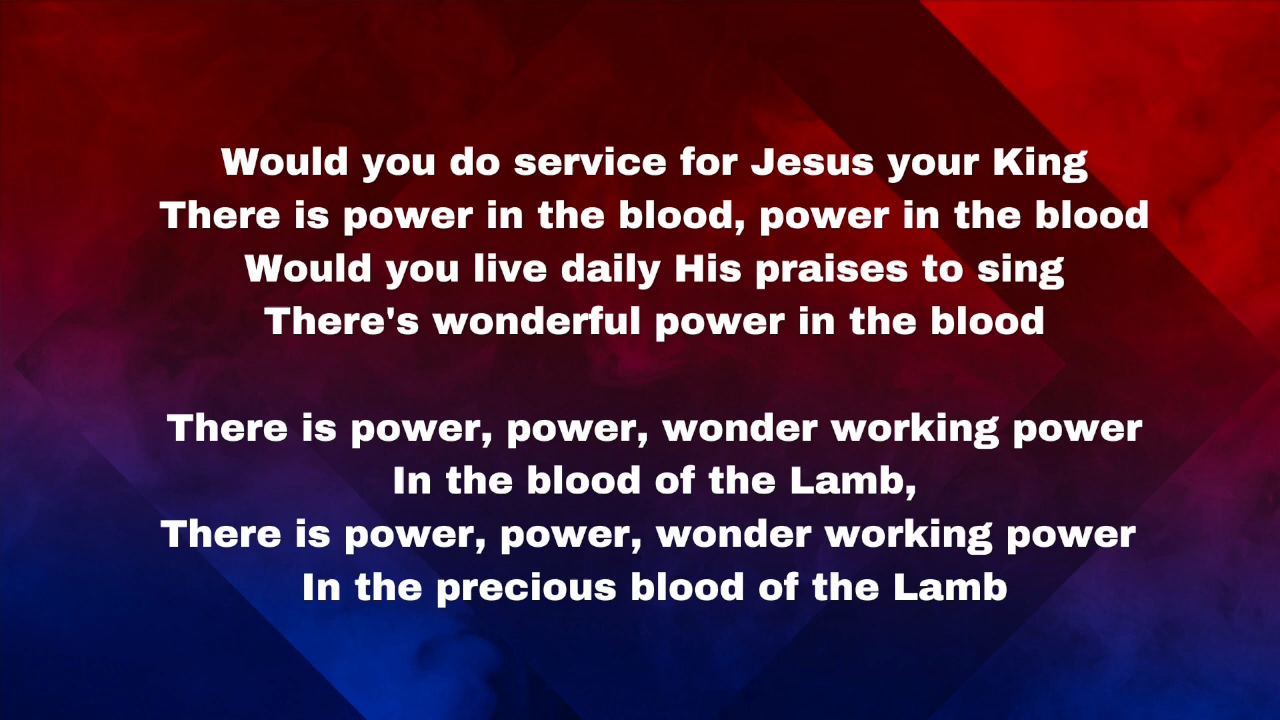 Would you do service for Jesus your King
There is power in the blood, power in the blood
Would you live daily His praises to sing
There's wonderful power in the blood
There is power, power, wonder working power
In the blood of the Lamb,
There is power, power, wonder working power
In the precious blood of the Lamb